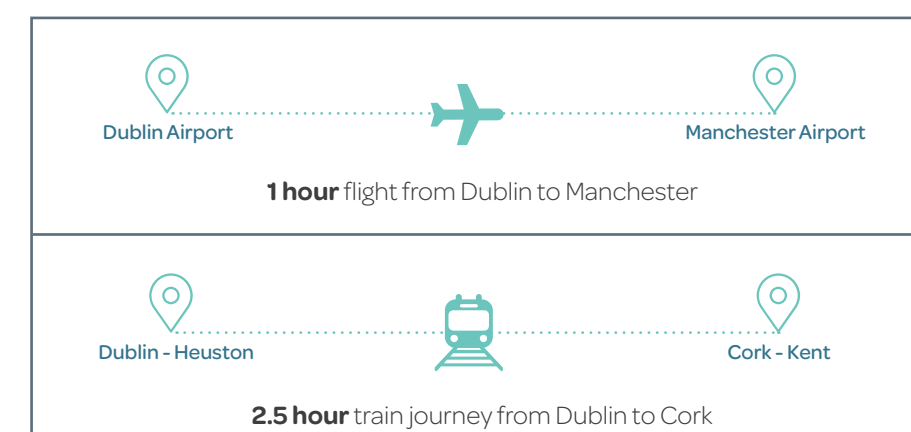 Dublin Airport
Manchester Airport
1 hour flight from Dublin to Manchester
Dublin - Heuston
Cork - Kent
2.5 hour train journey from Dublin to Cork